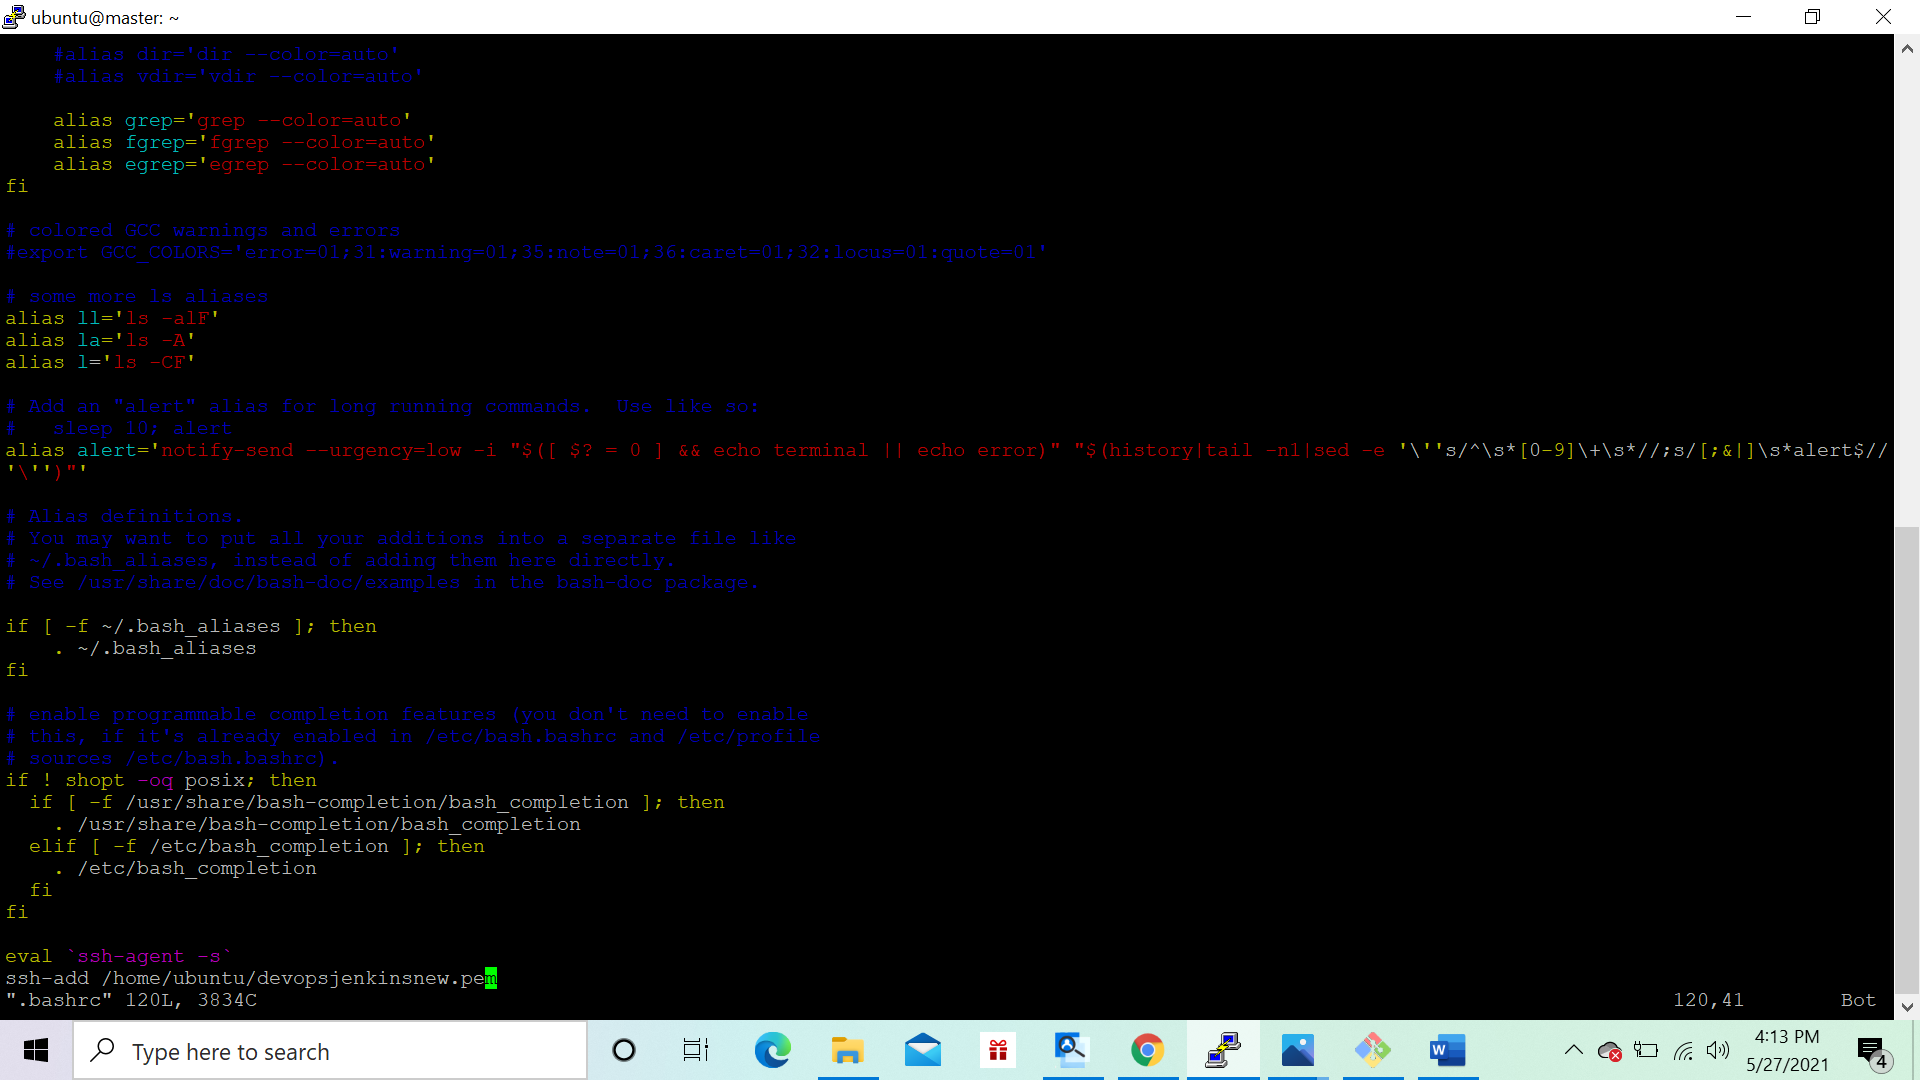 ubuntu@master: ~
    #alias dir='dir --color=auto'
    #alias vdir='vdir --color=auto'
    alias grep='grep --color=auto'
    alias fgrep='fgrep --color=auto'
    alias egrep='egrep --color=auto'
fi
# colored GCC warnings and errors
#export GCC_COLORS='error=01;31:warning=01;35:note=01;36:caret=01;32:locus=01:quote=01'
# some more ls aliases
alias ll='ls -alF'
alias la='ls -A'
alias l='ls -CF'
# Add an "alert" alias for long running commands.  Use like so:
#   sleep 10; alert
alias alert='notify-send --urgency=low -i "$([ $? = 0 ] && echo terminal || echo error)" "$(history|tail -n1|sed -e '\''s/^\s*[0-9]\+\s*//;s/[;&|]\s*alert$//
'\'')"'
# Alias definitions.
# You may want to put all your additions into a separate file like
# ~/.bash_aliases, instead of adding them here directly.
# See /usr/share/doc/bash-doc/examples in the bash-doc package.
if [ -f ~/.bash_aliases ]; then
    . ~/.bash_aliases
fi
# enable programmable completion features (you don't need to enable
# this, if it's already enabled in /etc/bash.bashrc and /etc/profile
# sources /etc/bash.bashrc).
if ! shopt -oq posix; then
  if [ -f /usr/share/bash-completion/bash_completion ]; then
    . /usr/share/bash-completion/bash_completion
  elif [ -f /etc/bash_completion ]; then
    . /etc/bash_completion
  fi
fi
eval `ssh-agent -s`
ssh-add /home/ubuntu/devopsjenkinsnew.pem
".bashrc" 120L, 3834C 120,41 Bot
Type here to search
4:13 PM
5/27/2021
4